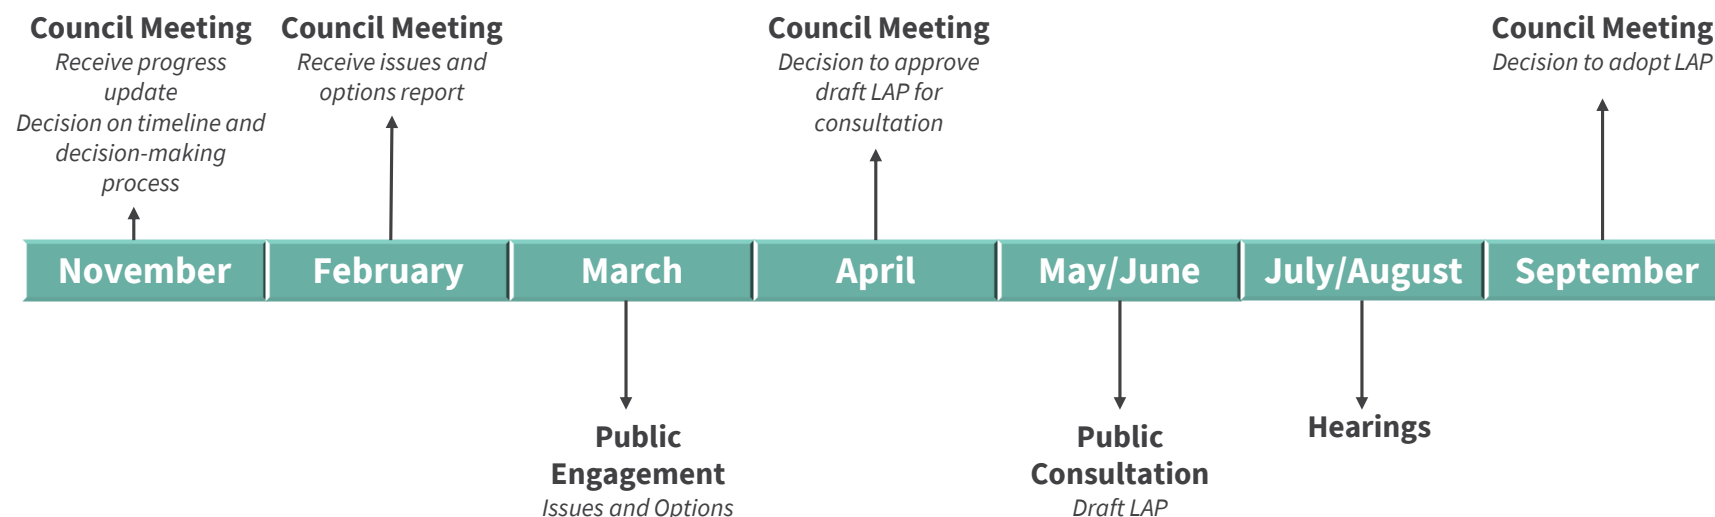 Council Meeting
Receive progress
update
Decision on timeline and
decision-making
process
Council Meeting
Receive issues and
options report
Council Meeting
Decision to approve
draft LAP for
consultation
Council Meeting
Decision to adopt LAP
November
February
March
April
May/June
July/August
September
Public
Engagement
Issues and Options
Public
Consultation
Draft LAP
Hearings